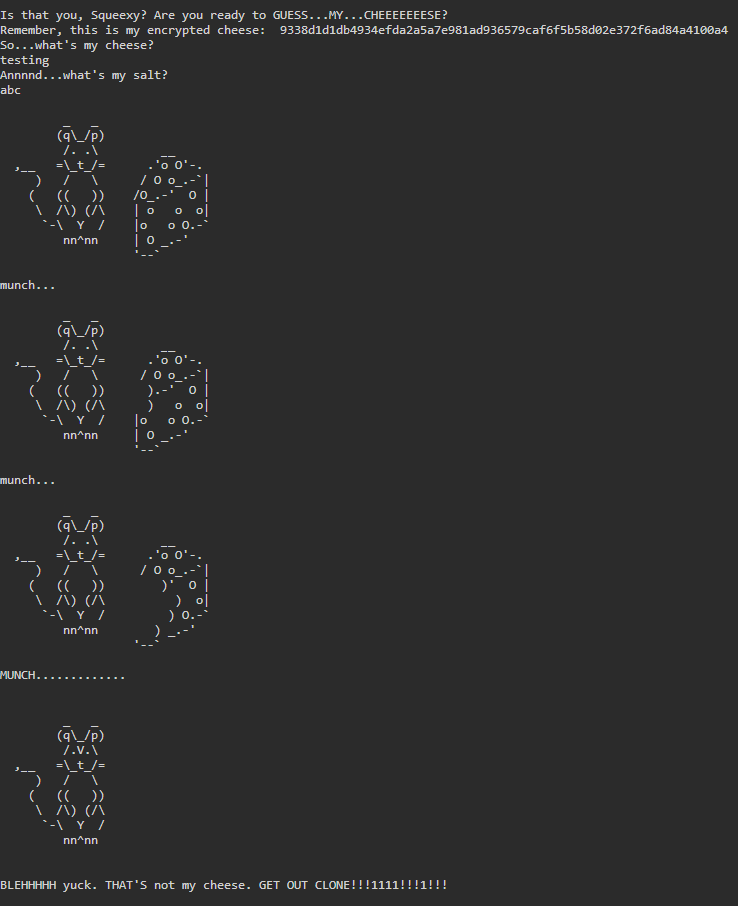 Is that you, Squeexy? Are you ready to GUESS...MY...CHEEEEEEESE?
Remember, this is my encrypted cheese:  9338d1d1db4934efda2a5a7e981ad936579caf6f5b58d02e372f6ad84a4100a4
So...what's my cheese?
testing
Annnnd...what's my salt?
abc
         _   _
        (q\_/p)
         /. .\         __
  ,__   =\_t_/=      .'o O'-.
     )   /   \      / O o_.-`|
    (   ((   ))    /O_.-'  O |
     \  /\) (/\    | o   o  o|
      `-\  Y  /    |o   o O.-`
         nn^nn     | O _.-'
                   '--`
munch...
         _   _
        (q\_/p)
         /. .\         __
  ,__   =\_t_/=      .'o O'-.
     )   /   \      / O o_.-`|
    (   ((   ))      ).-'  O |
     \  /\) (/\      )   o  o|
      `-\  Y  /    |o   o O.-`
         nn^nn     | O _.-'
                   '--`
munch...
         _   _
        (q\_/p)
         /. .\         __
  ,__   =\_t_/=      .'o O'-.
     )   /   \      / O o_.-`|
    (   ((   ))        )'  O |
     \  /\) (/\          )  o|
      `-\  Y  /         ) O.-`
         nn^nn        ) _.-'
                   '--`
MUNCH.............
         _   _
        (q\_/p)
         /.V.\
  ,__   =\_t_/=
     )   /   \
    (   ((   ))
     \  /\) (/\
      `-\  Y  /
         nn^nn
BLEHHHHH yuck. THAT'S not my cheese. GET OUT CLONE!!!1111!!!1!!!